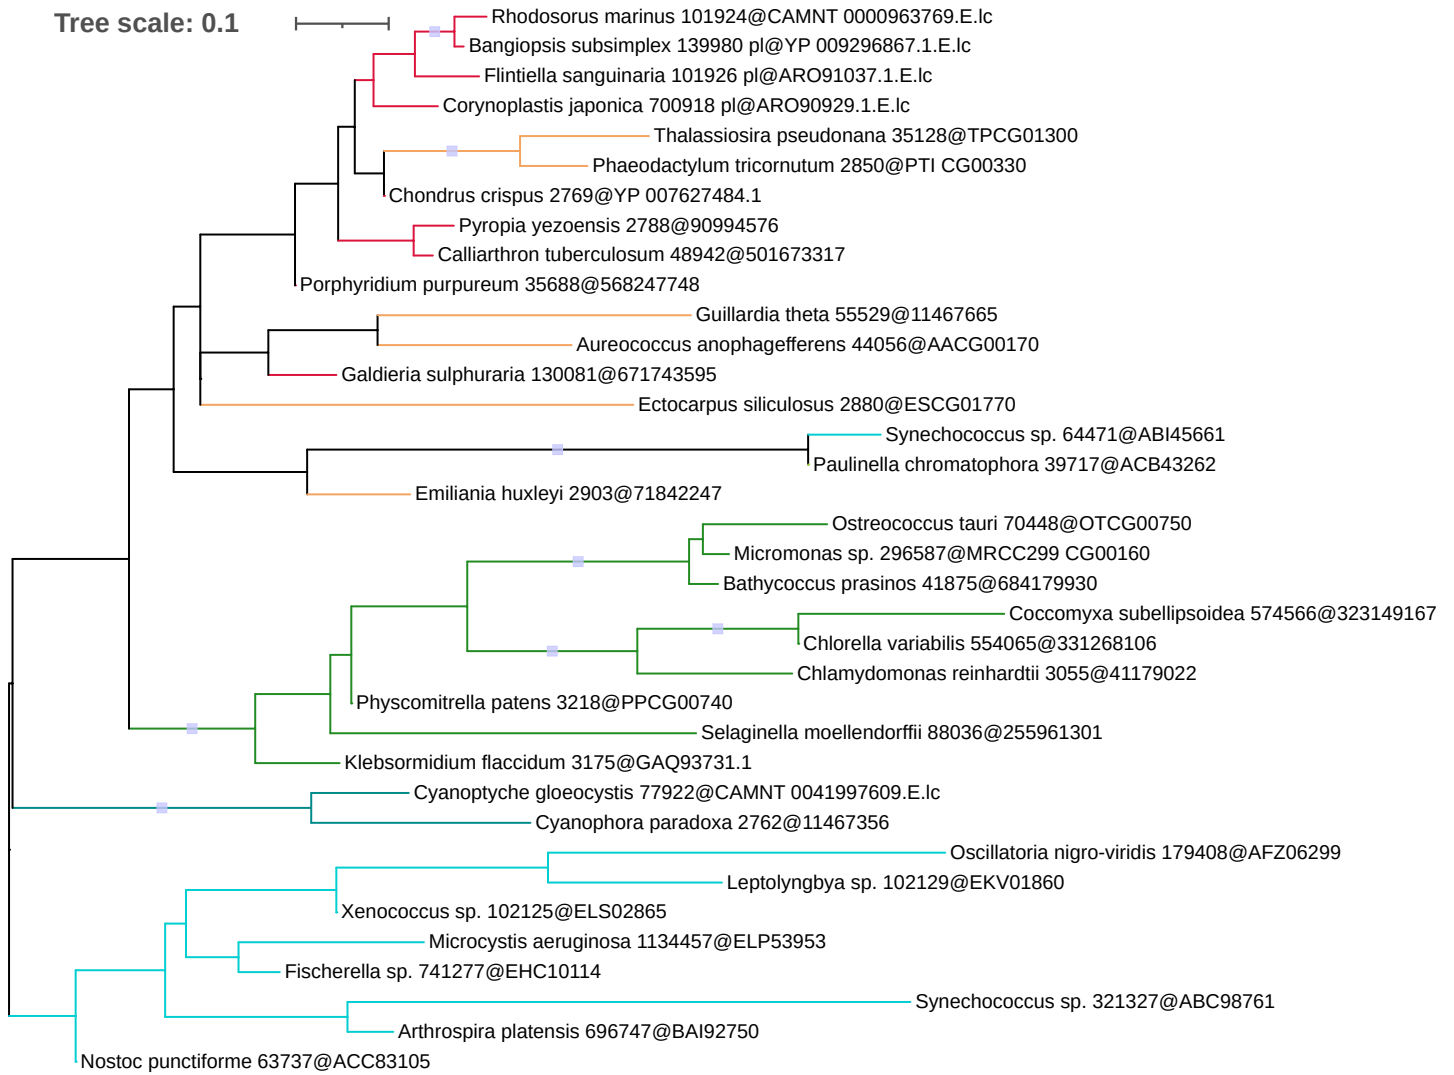 Tree scale: 0.1
Rhodosorus marinus 101924@CAMNT 0000963769.E.lc
Bangiopsis subsimplex 139980 pl@YP 009296867.1.E.lc
Flintiella sanguinaria 101926 pl@ARO91037.1.E.lc
Corynoplastis japonica 700918 pl@ARO90929.1.E.lc
Thalassiosira pseudonana 35128@TPCG01300
Phaeodactylum tricornutum 2850@PTI CG00330
Chondrus crispus 2769@YP 007627484.1
Pyropia yezoensis 2788@90994576
Calliarthron tuberculosum 48942@501673317
Porphyridium purpureum 35688@568247748
Guillardia theta 55529@11467665
Aureococcus anophagefferens 44056@AACG00170
Galdieria sulphuraria 130081@671743595
Ectocarpus siliculosus 2880@ESCG01770
Synechococcus sp. 64471@ABI45661
Paulinella chromatophora 39717@ACB43262
Emiliania huxleyi 2903@71842247
Ostreococcus tauri 70448@OTCG00750
Micromonas sp. 296587@MRCC299 CG00160
Bathycoccus prasinos 41875@684179930
Coccomyxa subellipsoidea 574566@323149167
Chlorella variabilis 554065@331268106
Chlamydomonas reinhardtii 3055@41179022
Physcomitrella patens 3218@PPCG00740
Selaginella moellendorffii 88036@255961301
Klebsormidium flaccidum 3175@GAQ93731.1
Cyanoptyche gloeocystis 77922@CAMNT 0041997609.E.lc
Cyanophora paradoxa 2762@11467356
Oscillatoria nigro-viridis 179408@AFZ06299
Leptolyngbya sp. 102129@EKV01860
Xenococcus sp. 102125@ELS02865
Microcystis aeruginosa 1134457@ELP53953
Fischerella sp. 741277@EHC10114
Synechococcus sp. 321327@ABC98761
Arthrospira platensis 696747@BAI92750
Nostoc punctiforme 63737@ACC83105